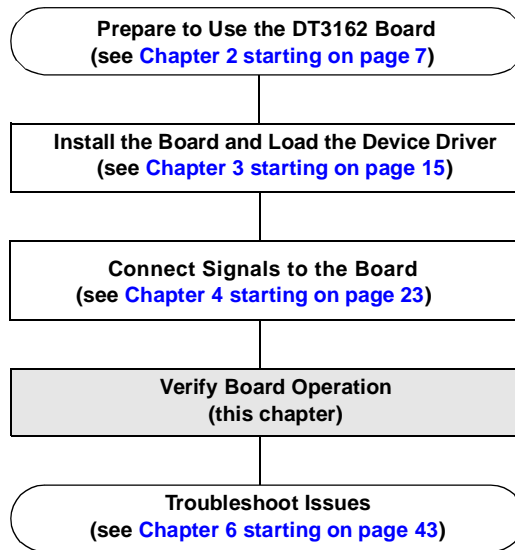 Prepare to Use the DT3162 Board
(see Chapter 2 starting on page 7)
Install the Board and Load the Device Driver
(see Chapter 3 starting on page 15)
Connect Signals to the Board
(see Chapter 4 starting on page 23)
Verify Board Operation
(this chapter)
Troubleshoot Issues
(see Chapter 6 starting on page 43)